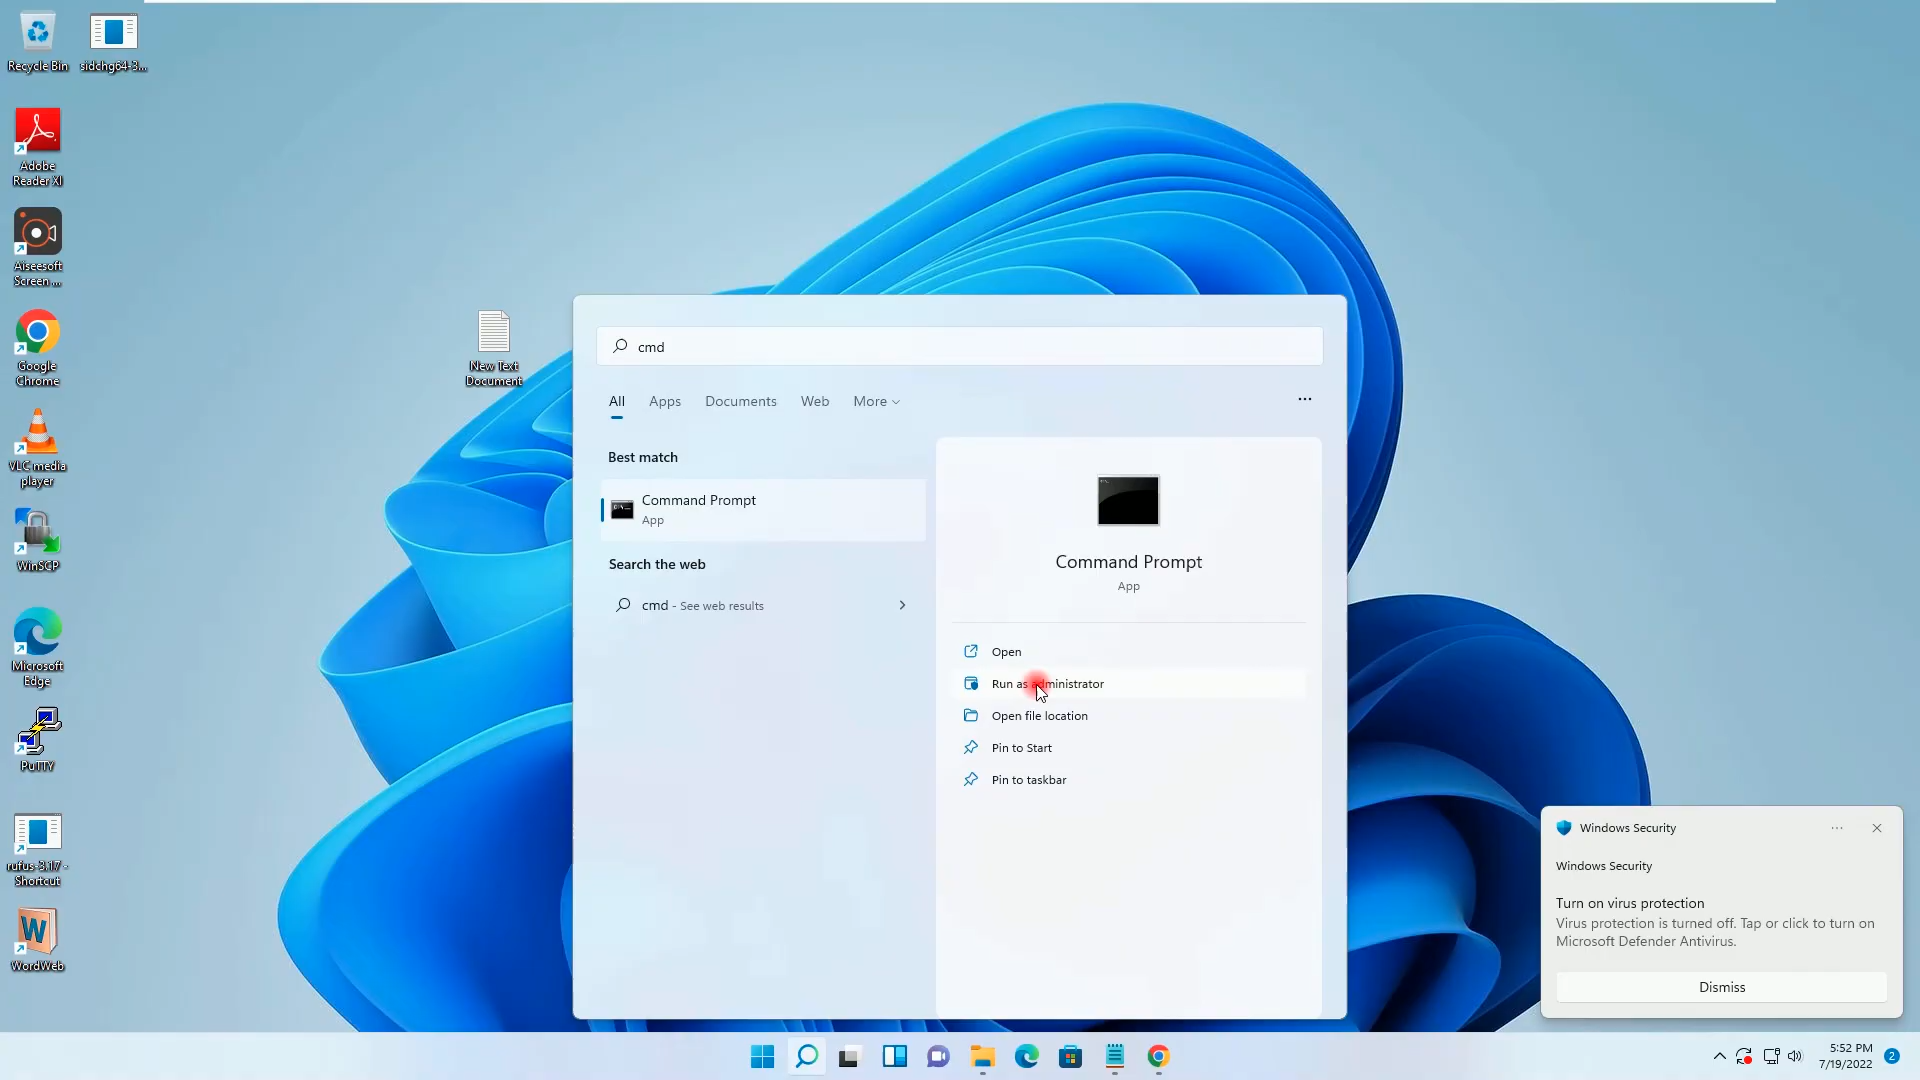 Recycle Bin
sidchg64-3...
Adobe
Reader XI
Aiseesoft
Screen ...
Google
Chrome
VLC media
player
WinSCP
Microsoft
Edge
PuTTY
rufus-3.17 -
Shortcut
WordWeb
New Text
Document
cmd
All
Apps
Documents
Web
More
Best match
Command Prompt
App
Search the web
cmd - See web results
Command Prompt
App
Open
Run as administrator
Open file location
Pin to Start
Pin to taskbar
Windows Security
Windows Security
Turn on virus protection
Virus protection is turned off. Tap or click to turn on
Microsoft Defender Antivirus.
Dismiss
5:52 PM
7/19/2022
2